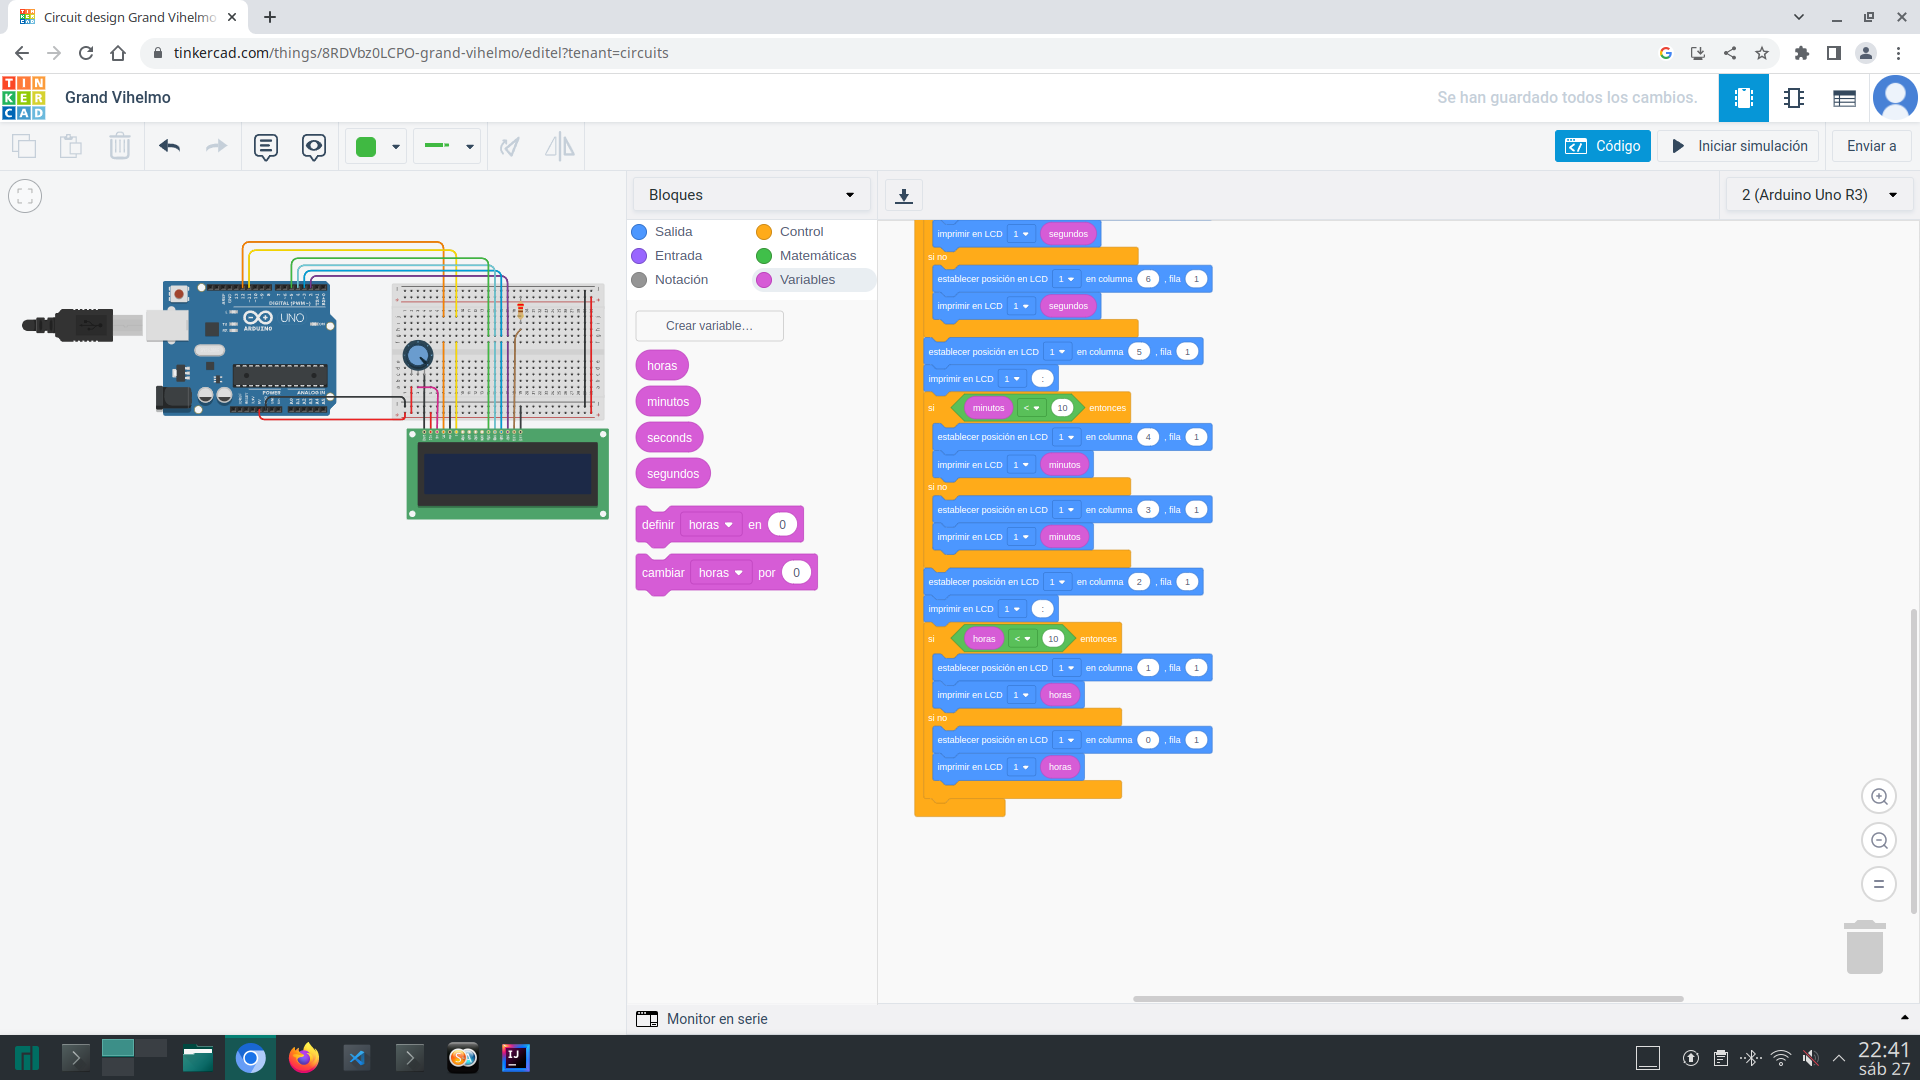 Circuit design Grand Vihelmo
tinkercad.com/things/8RDVbz0LCPO-grand-vihelmo/editel?tenant=circuits
TIN
KER
CAD
Grand Vihelmo
Se han guardado todos los cambios.
Código
Iniciar simulación
Enviar a
Bloques
2 (Arduino Uno R3)
Salida
Control
Entrada
Matemáticas
Notación
Variables
Crear variable...
horas
minutos
seconds
segundos
definir horas en 0
cambiar horas por 0
UNO
ARDUINO
imprimir en LCD 1 segundos
si no
establecer posición en LCD 1 en columna 6 , fila 1
imprimir en LCD 1 segundos
establecer posición en LCD 1 en columna 5 , fila 1
imprimir en LCD 1 :
si minutos < 10 entonces
establecer posición en LCD 1 en columna 4 , fila 1
imprimir en LCD 1 minutos
si no
establecer posición en LCD 1 en columna 3 , fila 1
imprimir en LCD 1 minutos
establecer posición en LCD 1 en columna 2 , fila 1
imprimir en LCD 1 :
si horas < 10 entonces
establecer posición en LCD 1 en columna 1 , fila 1
imprimir en LCD 1 horas
si no
establecer posición en LCD 1 en columna 0 , fila 1
imprimir en LCD 1 horas
Monitor en serie
IJ
22:41
sáb 27